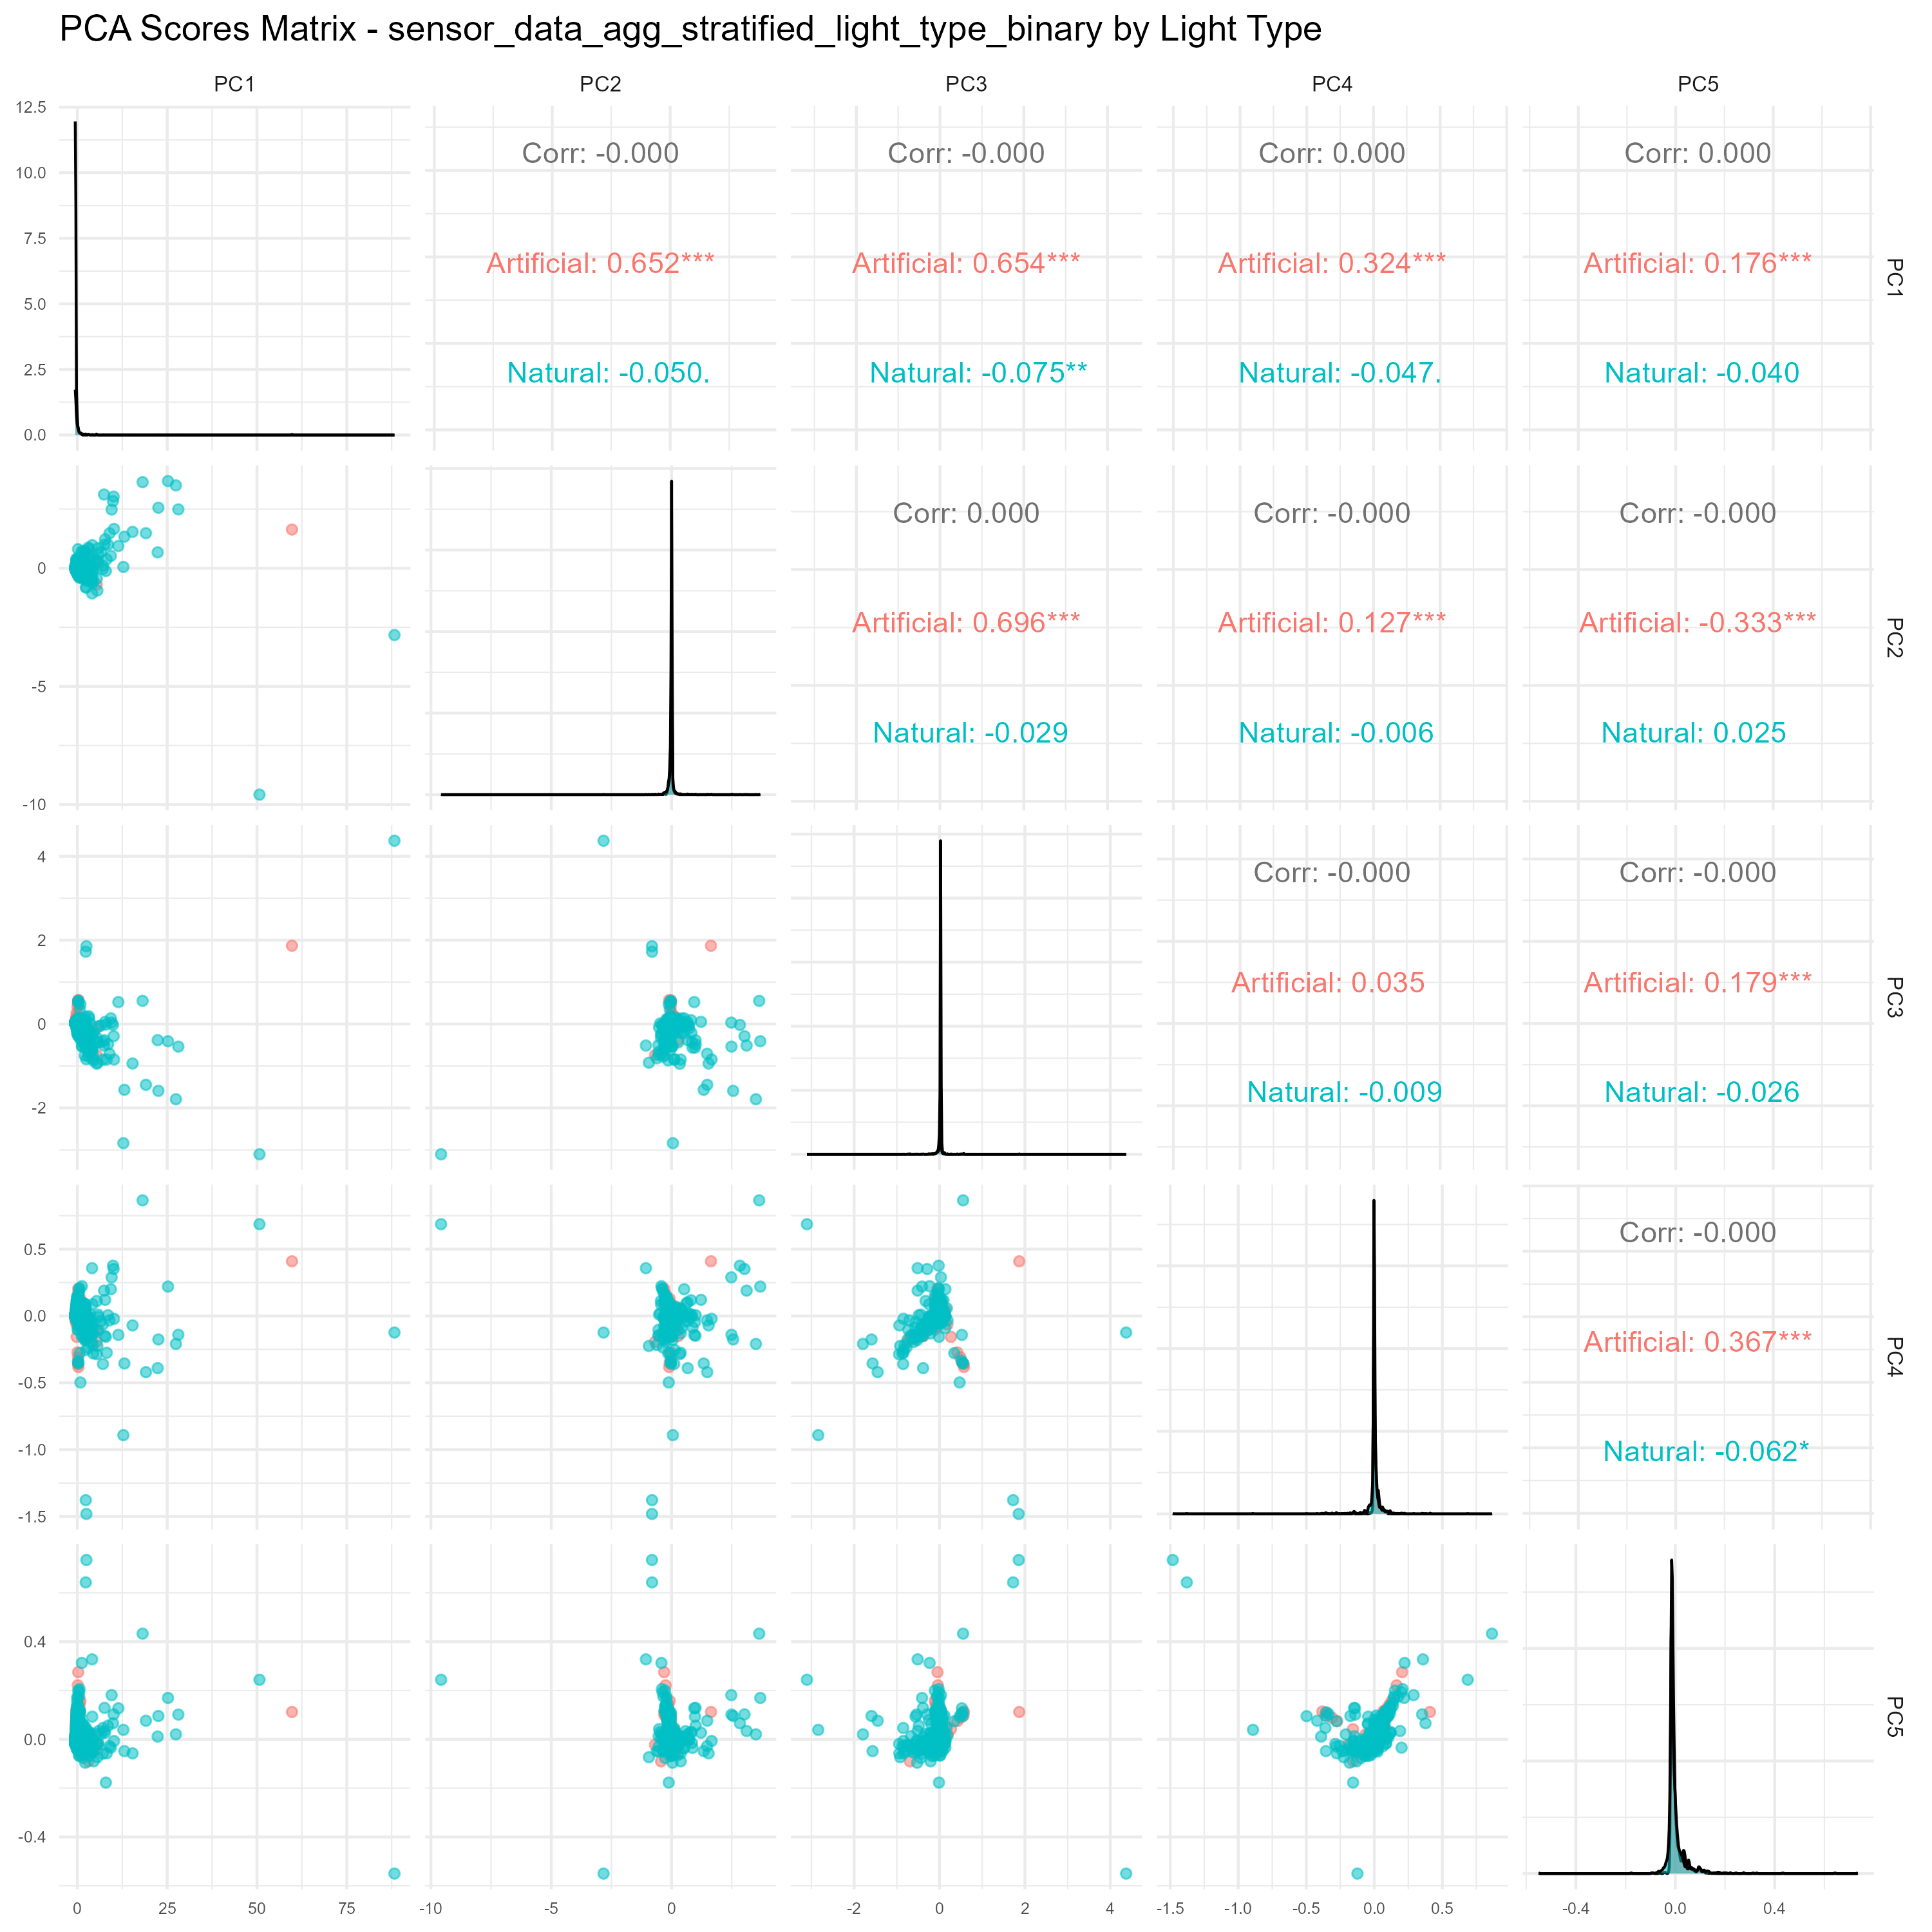 PCA Scores Matrix - sensor_data_agg_stratified_light_type_binary by Light Type
PC1 PC2 PC3 PC4 PC5
12.5
10.0
7.5
5.0
2.5
0.0
Corr: -0.000
Artificial: 0.652***
Natural: -0.050.
Corr: -0.000
Artificial: 0.654***
Natural: -0.075**
Corr: 0.000
Artificial: 0.324***
Natural: -0.047.
Corr: 0.000
Artificial: 0.176***
Natural: -0.040
PC1
0
-5
-10
Corr: 0.000
Artificial: 0.696***
Natural: -0.029
Corr: -0.000
Artificial: 0.127***
Natural: -0.006
Corr: -0.000
Artificial: -0.333***
Natural: 0.025
PC2
4
2
0
-2
Corr: -0.000
Artificial: 0.035
Natural: -0.009
Corr: -0.000
Artificial: 0.179***
Natural: -0.026
PC3
0.5
0.0
-0.5
-1.0
-1.5
Corr: -0.000
Artificial: 0.367***
Natural: -0.062*
PC4
0.4
0.0
-0.4
PC5
0 25 50 75
-10 -5 0
-2 0 2 4
-1.5 -1.0 -0.5 0.0 0.5
-0.4 0.0 0.4